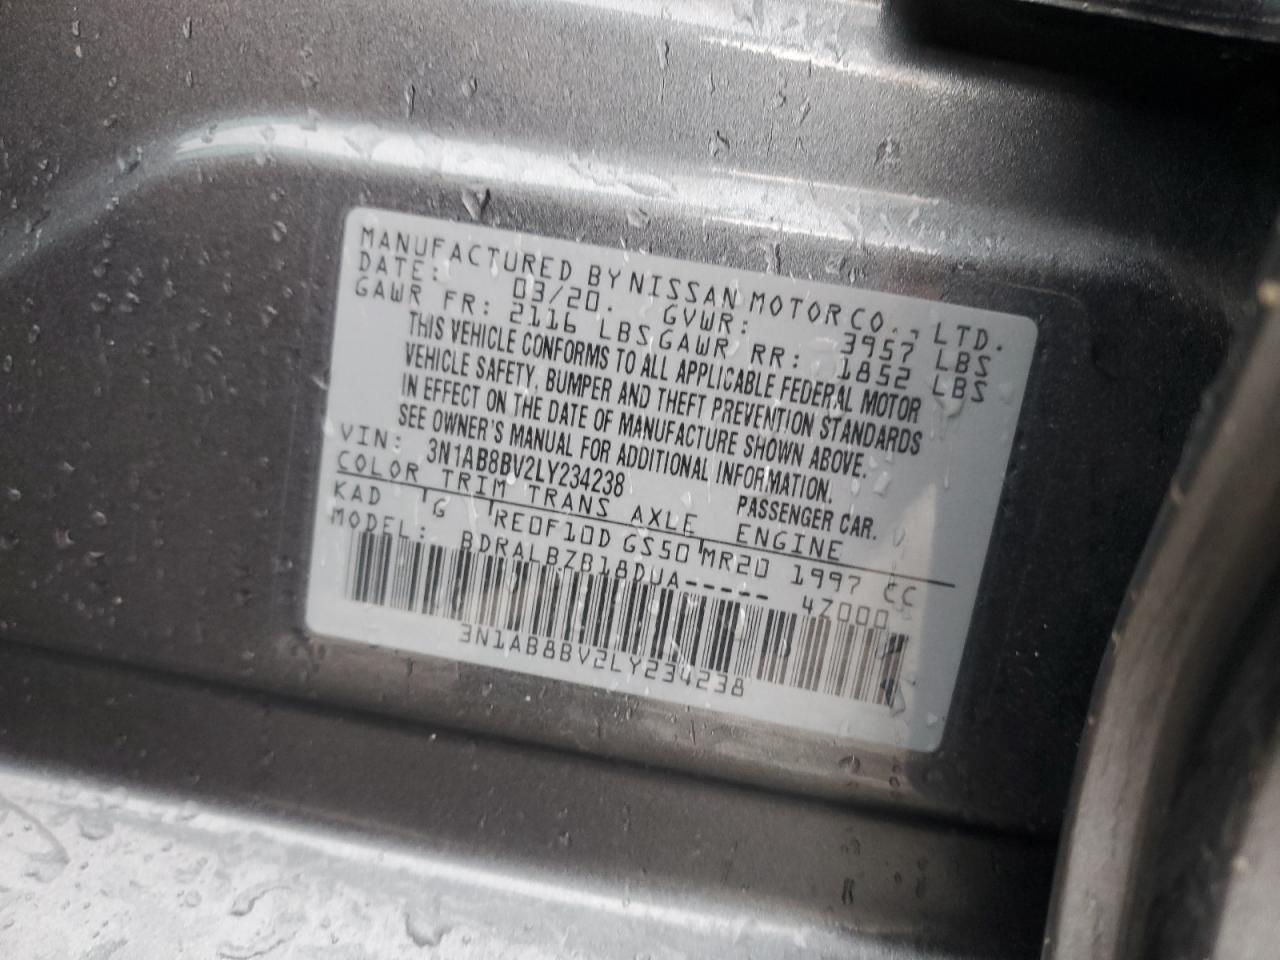 MANUFACTURED BY NISSAN MOTOR CO., LTD.
DATE: 03/20. GVWR: 3957 LBS
GAWR FR: 2116 LBS GAWR RR: 1852 LBS
THIS VEHICLE CONFORMS TO ALL APPLICABLE FEDERAL MOTOR
VEHICLE SAFETY, BUMPER AND THEFT PREVENTION STANDARDS
IN EFFECT ON THE DATE OF MANUFACTURE SHOWN ABOVE.
SEE OWNER'S MANUAL FOR ADDITIONAL INFORMATION.
VIN: 3N1AB8BV2LY234238 PASSENGER CAR.
COLOR TRIM TRANS AXLE ENGINE
KAD G RE0F10D GS50 MR20 1997 CC
MODEL: BDRALBZB18DUA----- 4Z000
3N1AB8BV2LY234238